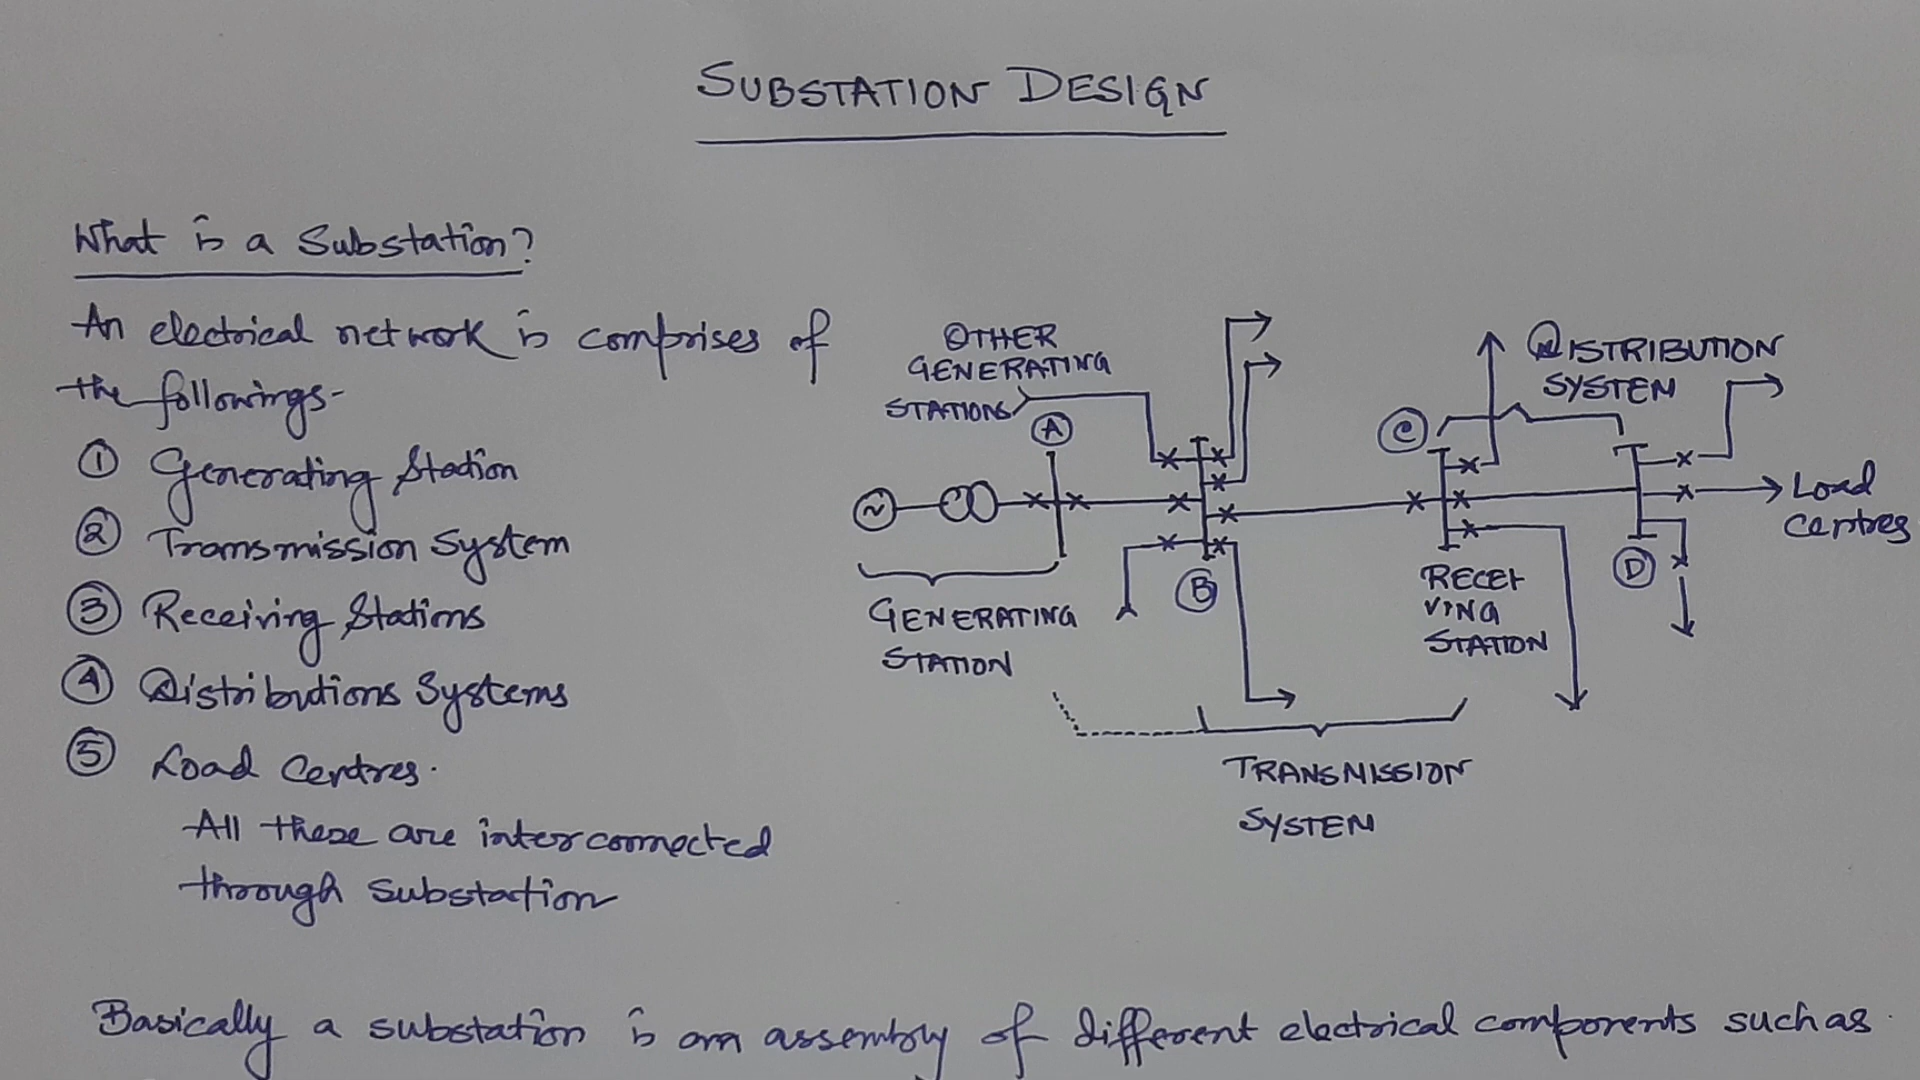 SUBSTATION DESIGN
What is a Substation?
An electrical network is comprises of
the followings-
① Generating Station
② Transmission System
③ Receiving Stations
④ Distributions Systems
⑤ Load Centres.
All these are interconnected
through substation
OTHER
GENERATING
STATIONS
A
GENERATING
STATION
B
TRANSMISSION
SYSTEM
C
RECEI
VING
STATION
DISTRIBUTION
SYSTEM
D
Load
centres
Basically a substation is an assembly of different electrical components such as